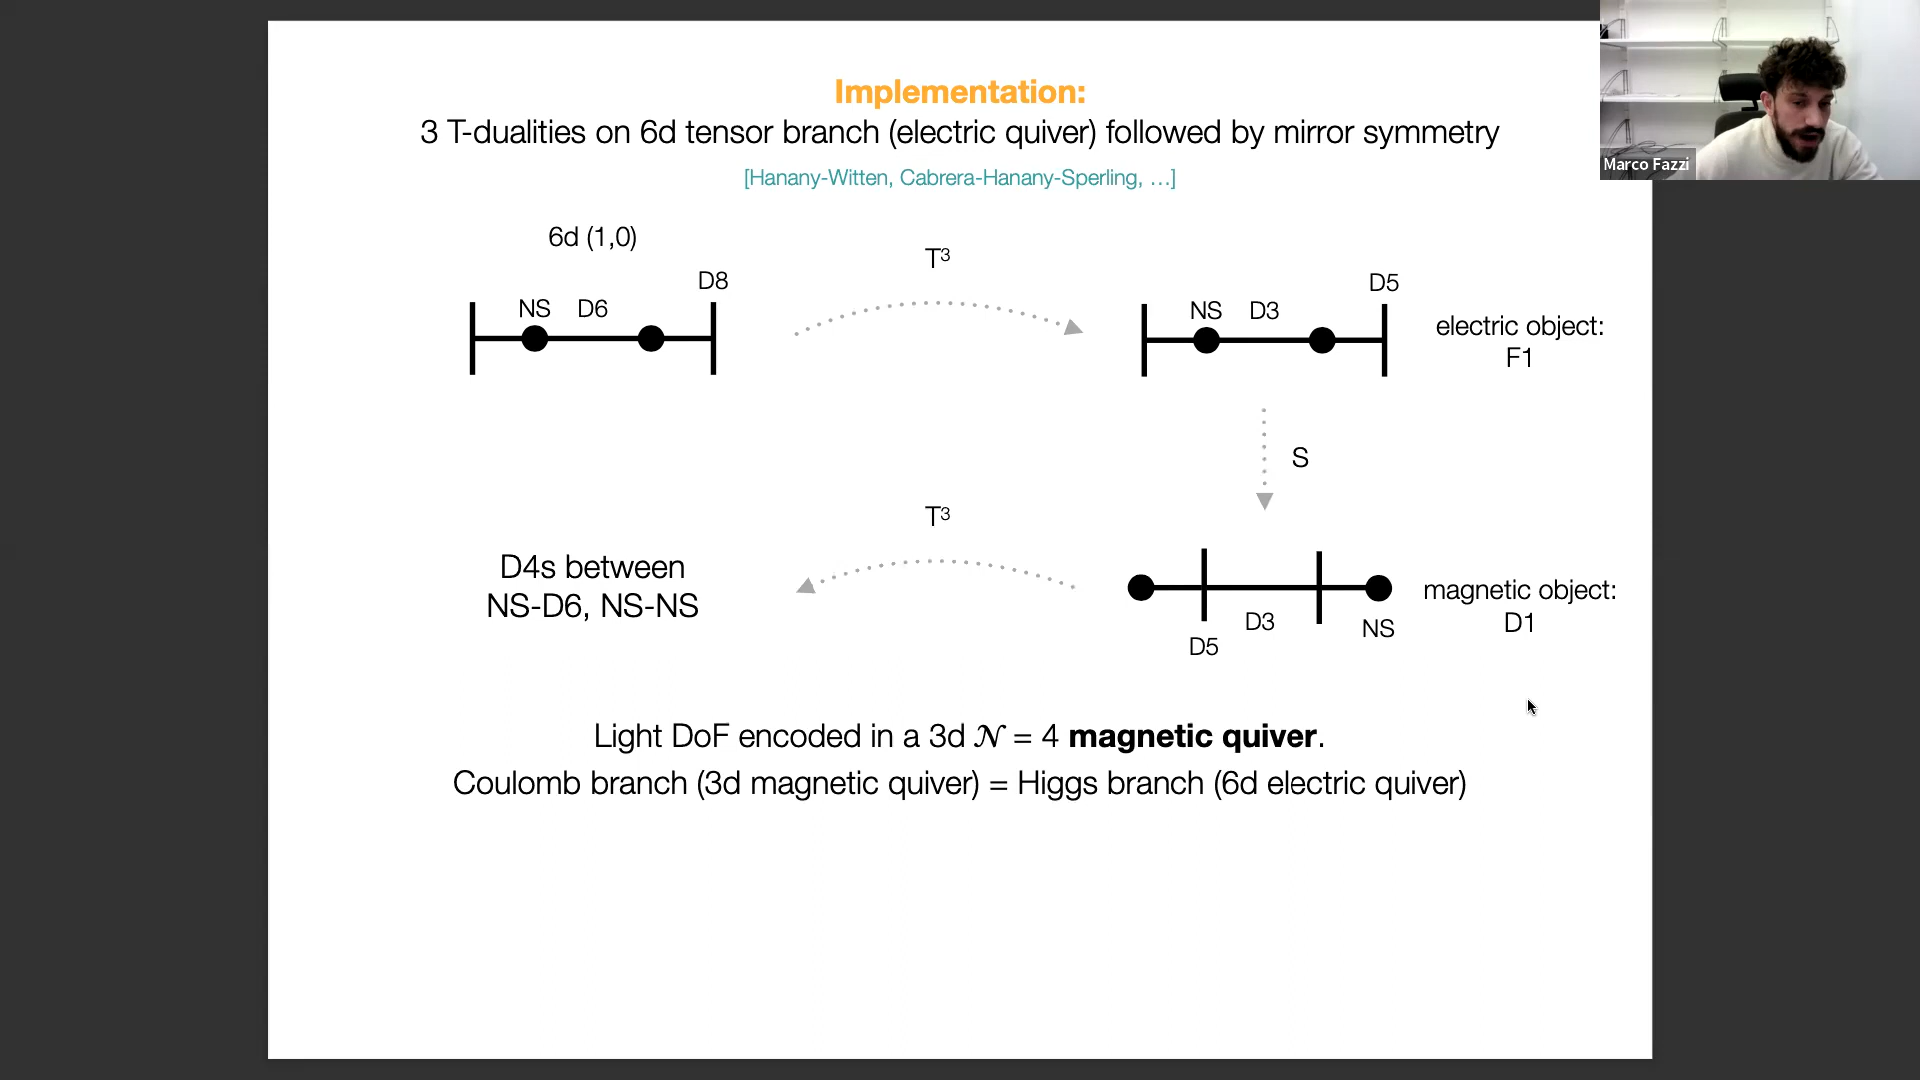 Implementation:
3 T-dualities on 6d tensor branch (electric quiver) followed by mirror symmetry
[Hanany-Witten, Cabrera-Hanany-Sperling, …]
Marco Fazzi
6d (1,0)
D8
NS D6
T³
D5
NS D3
electric object:
F1
S
T³
D4s between
NS-D6, NS-NS
D3
D5
NS
magnetic object:
D1
Light DoF encoded in a 3d 𝒩 = 4 magnetic quiver.
Coulomb branch (3d magnetic quiver) = Higgs branch (6d electric quiver)